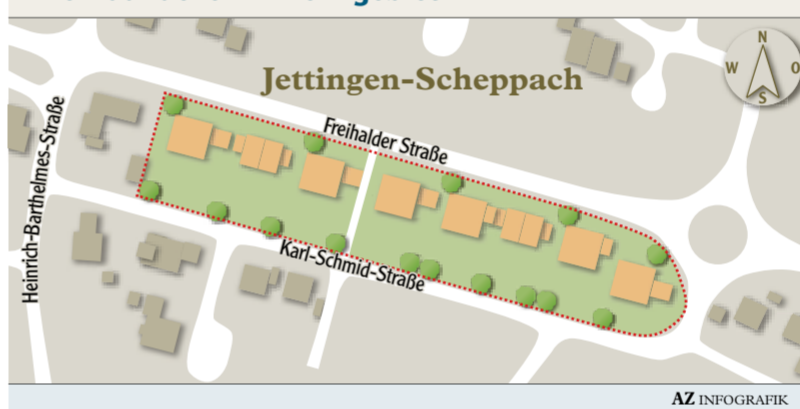 Jettingen-Scheppach
N
W O
S
Freihalder Straße
Heinrich-Barthelmes-Straße
Karl-Schmid-Straße
AZ INFOGRAFIK